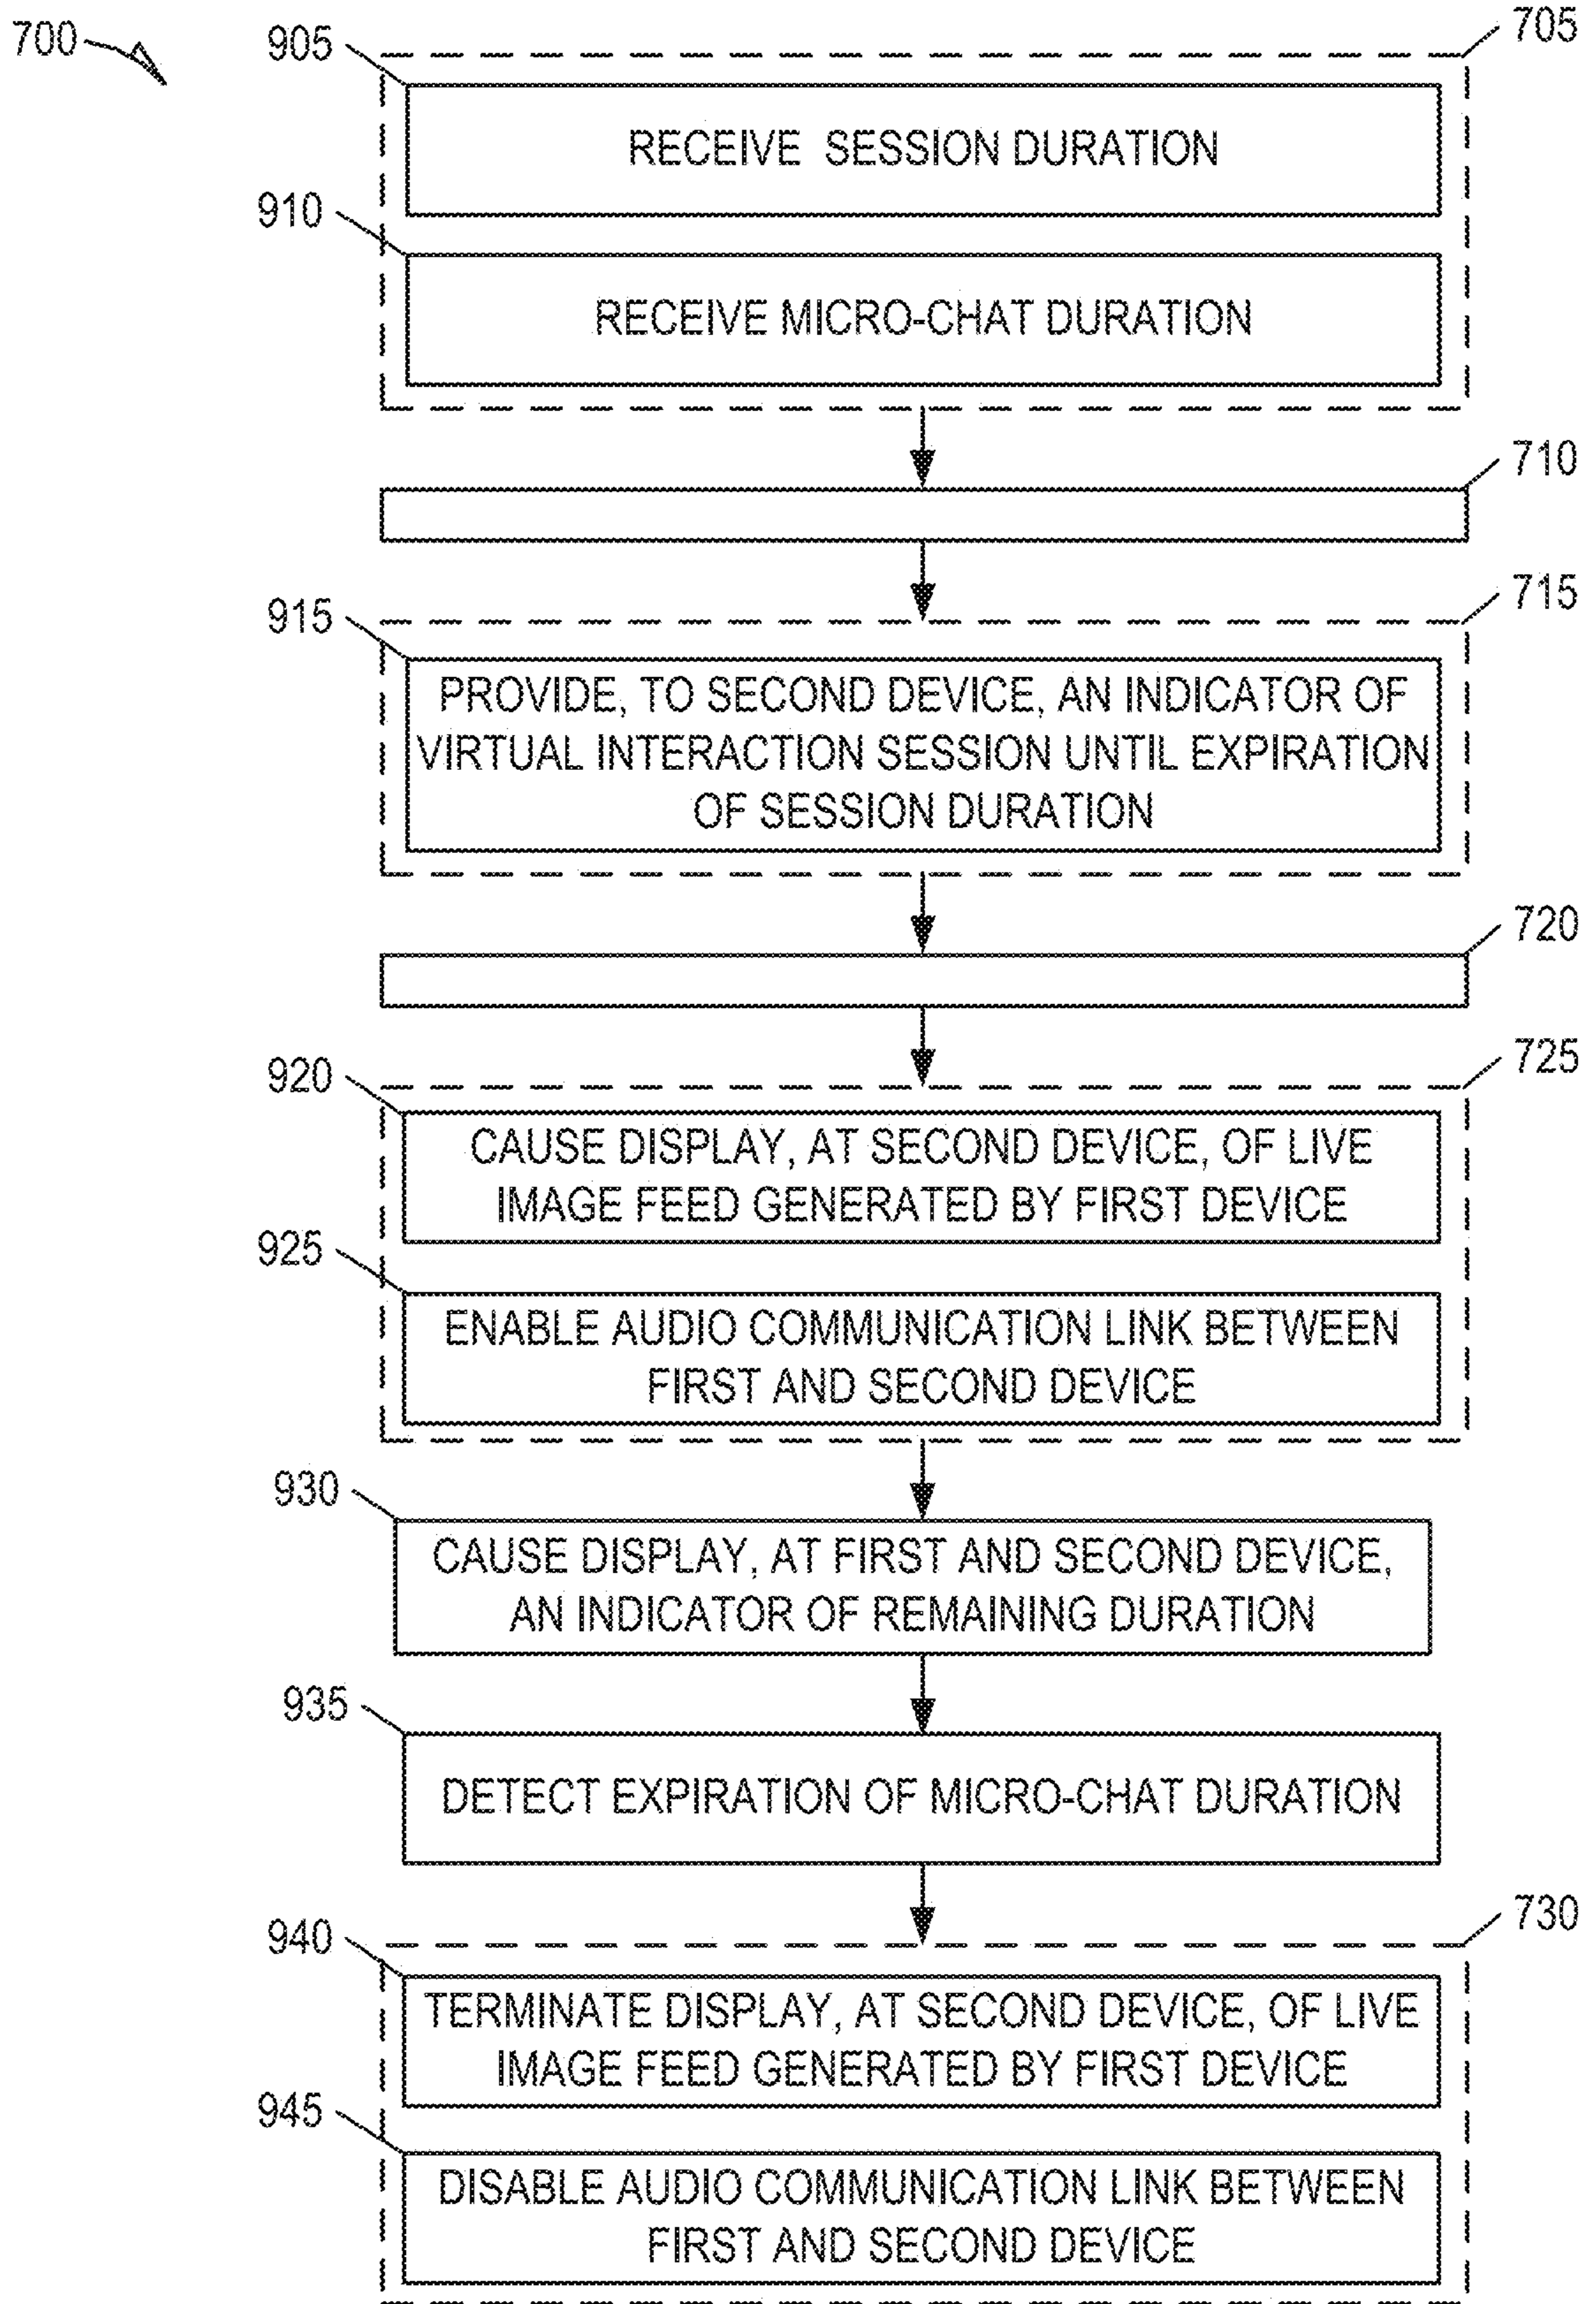 700
905
705
RECEIVE SESSION DURATION
910
RECEIVE MICRO-CHAT DURATION
710
715
915
PROVIDE, TO SECOND DEVICE, AN INDICATOR OF
VIRTUAL INTERACTION SESSION UNTIL EXPIRATION
OF SESSION DURATION
720
725
920
CAUSE DISPLAY, AT SECOND DEVICE, OF LIVE
IMAGE FEED GENERATED BY FIRST DEVICE
925
ENABLE AUDIO COMMUNICATION LINK BETWEEN
FIRST AND SECOND DEVICE
930
CAUSE DISPLAY, AT FIRST AND SECOND DEVICE,
AN INDICATOR OF REMAINING DURATION
935
DETECT EXPIRATION OF MICRO-CHAT DURATION
730
940
TERMINATE DISPLAY, AT SECOND DEVICE, OF LIVE
IMAGE FEED GENERATED BY FIRST DEVICE
945
DISABLE AUDIO COMMUNICATION LINK BETWEEN
FIRST AND SECOND DEVICE